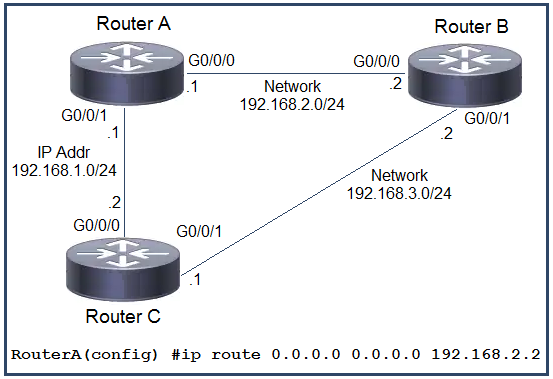 Router A
Router B
G0/0/0
G0/0/0
.1
Network
192.168.2.0/24
.2
G0/0/1
G0/0/1
.1
.2
IP Addr
192.168.1.0/24
Network
192.168.3.0/24
.2
G0/0/0
G0/0/1
.1
Router C
RouterA(config) #ip route 0.0.0.0 0.0.0.0 192.168.2.2